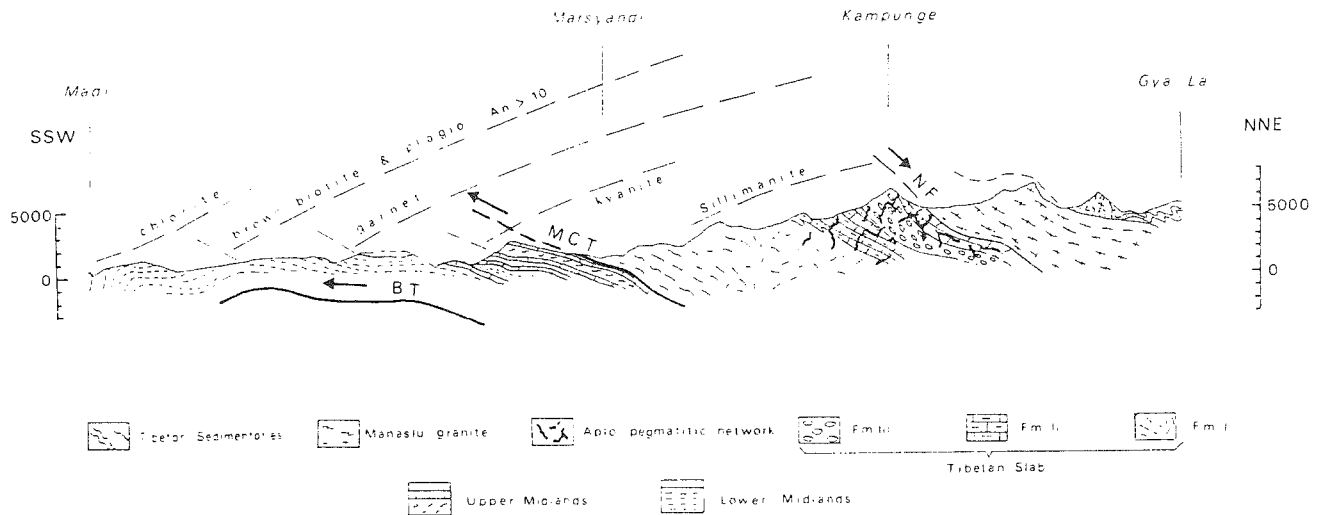 Marsyandi
Kampunge
Gya La
Madi
SSW
NNE
chlorite
brown biotite & plagio An > 10
garnet
kyanite
Sillimanite
NF
MCT
BT
5000
0
5000
0
Tibetan Sedimentaries
Manaslu granite
Aplo pegmatitic network
Fm III
Fm II
Fm I
Tibetan Slab
Upper Midlands
Lower Midlands